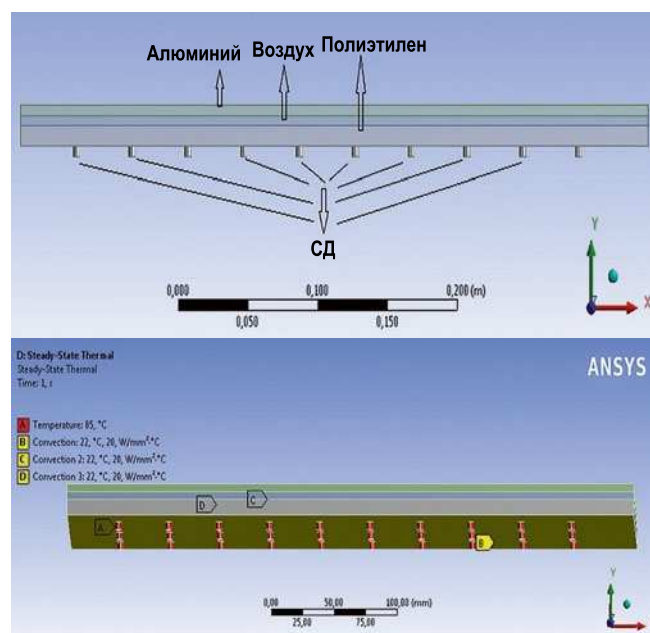 Алюминий Воздух Полиэтилен
СД
Y
X
0,000 0,100 0,200 (m)
0,050 0,150
D: Steady-State Thermal
Steady-State Thermal
Time: 1, s
ANSYS
A Temperature: 85, °C
B Convection: 22, °C, 20, W/mm²·°C
C Convection 2: 22, °C, 20, W/mm²·°C
D Convection 3: 22, °C, 20, W/mm²·°C
D C
A
B
0,00 50,00 100,00 (mm)
25,00 75,00
Y
X